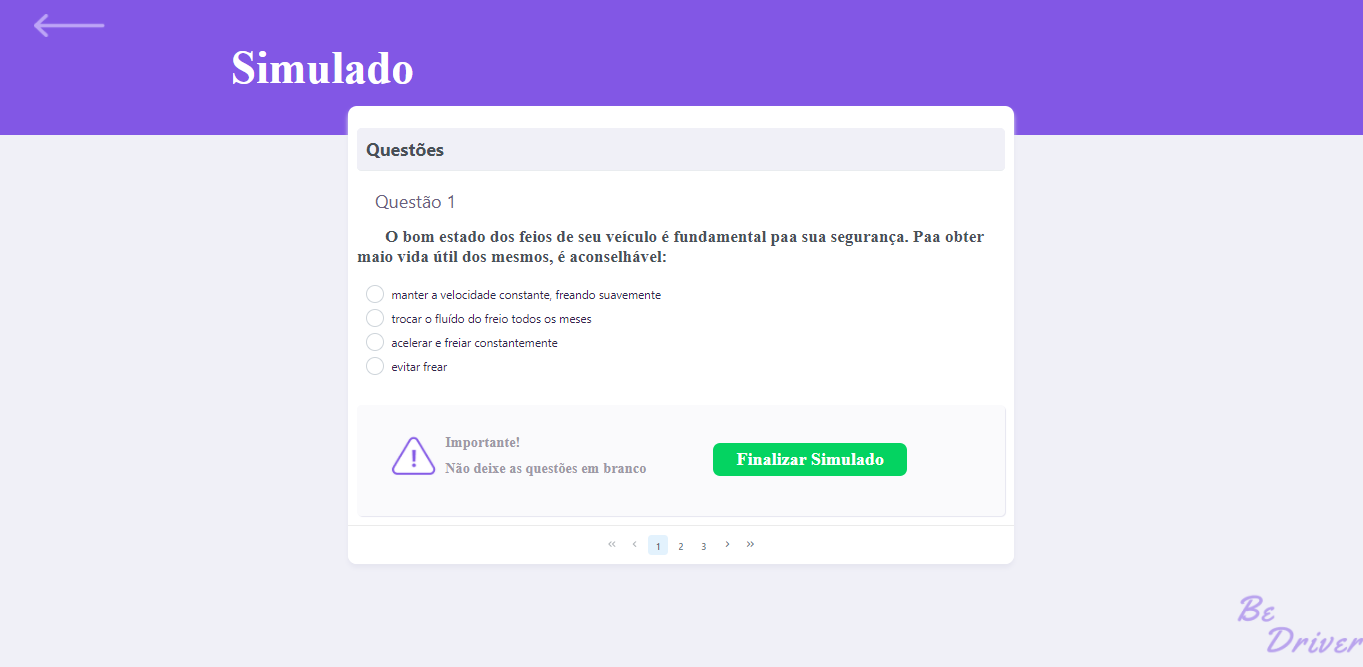 Simulado
Questões
Questão 1
O bom estado dos feios de seu veículo é fundamental paa sua segurança. Paa obter
maio vida útil dos mesmos, é aconselhável:
manter a velocidade constante, freando suavemente
trocar o fluído do freio todos os meses
acelerar e freiar constantemente
evitar frear
Importante!
Não deixe as questões em branco
Finalizar Simulado
« ‹ 1 2 3 › »
Be
Driver